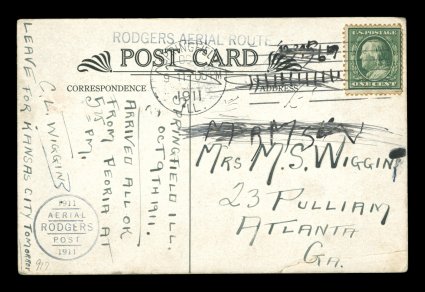 RODGERS AERIAL ROUTE
POST CARD
CORRESPONDENCE
ADDRESS
U.S. POSTAGE
ONE CENT
1911
ILL.
SPRINGFIELD ILL.
OCT 9TH 1911.
ARRIVED ALL OK
FROM PEORIA AT
PM.
C. L. WIGGINS
LEAVE FOR KANSAS CITY TOMORROW
1911
AERIAL
RODGERS
POST
1911
MRS M.S. WIGGINS
23 PULLIAM
ATLANTA
GA.